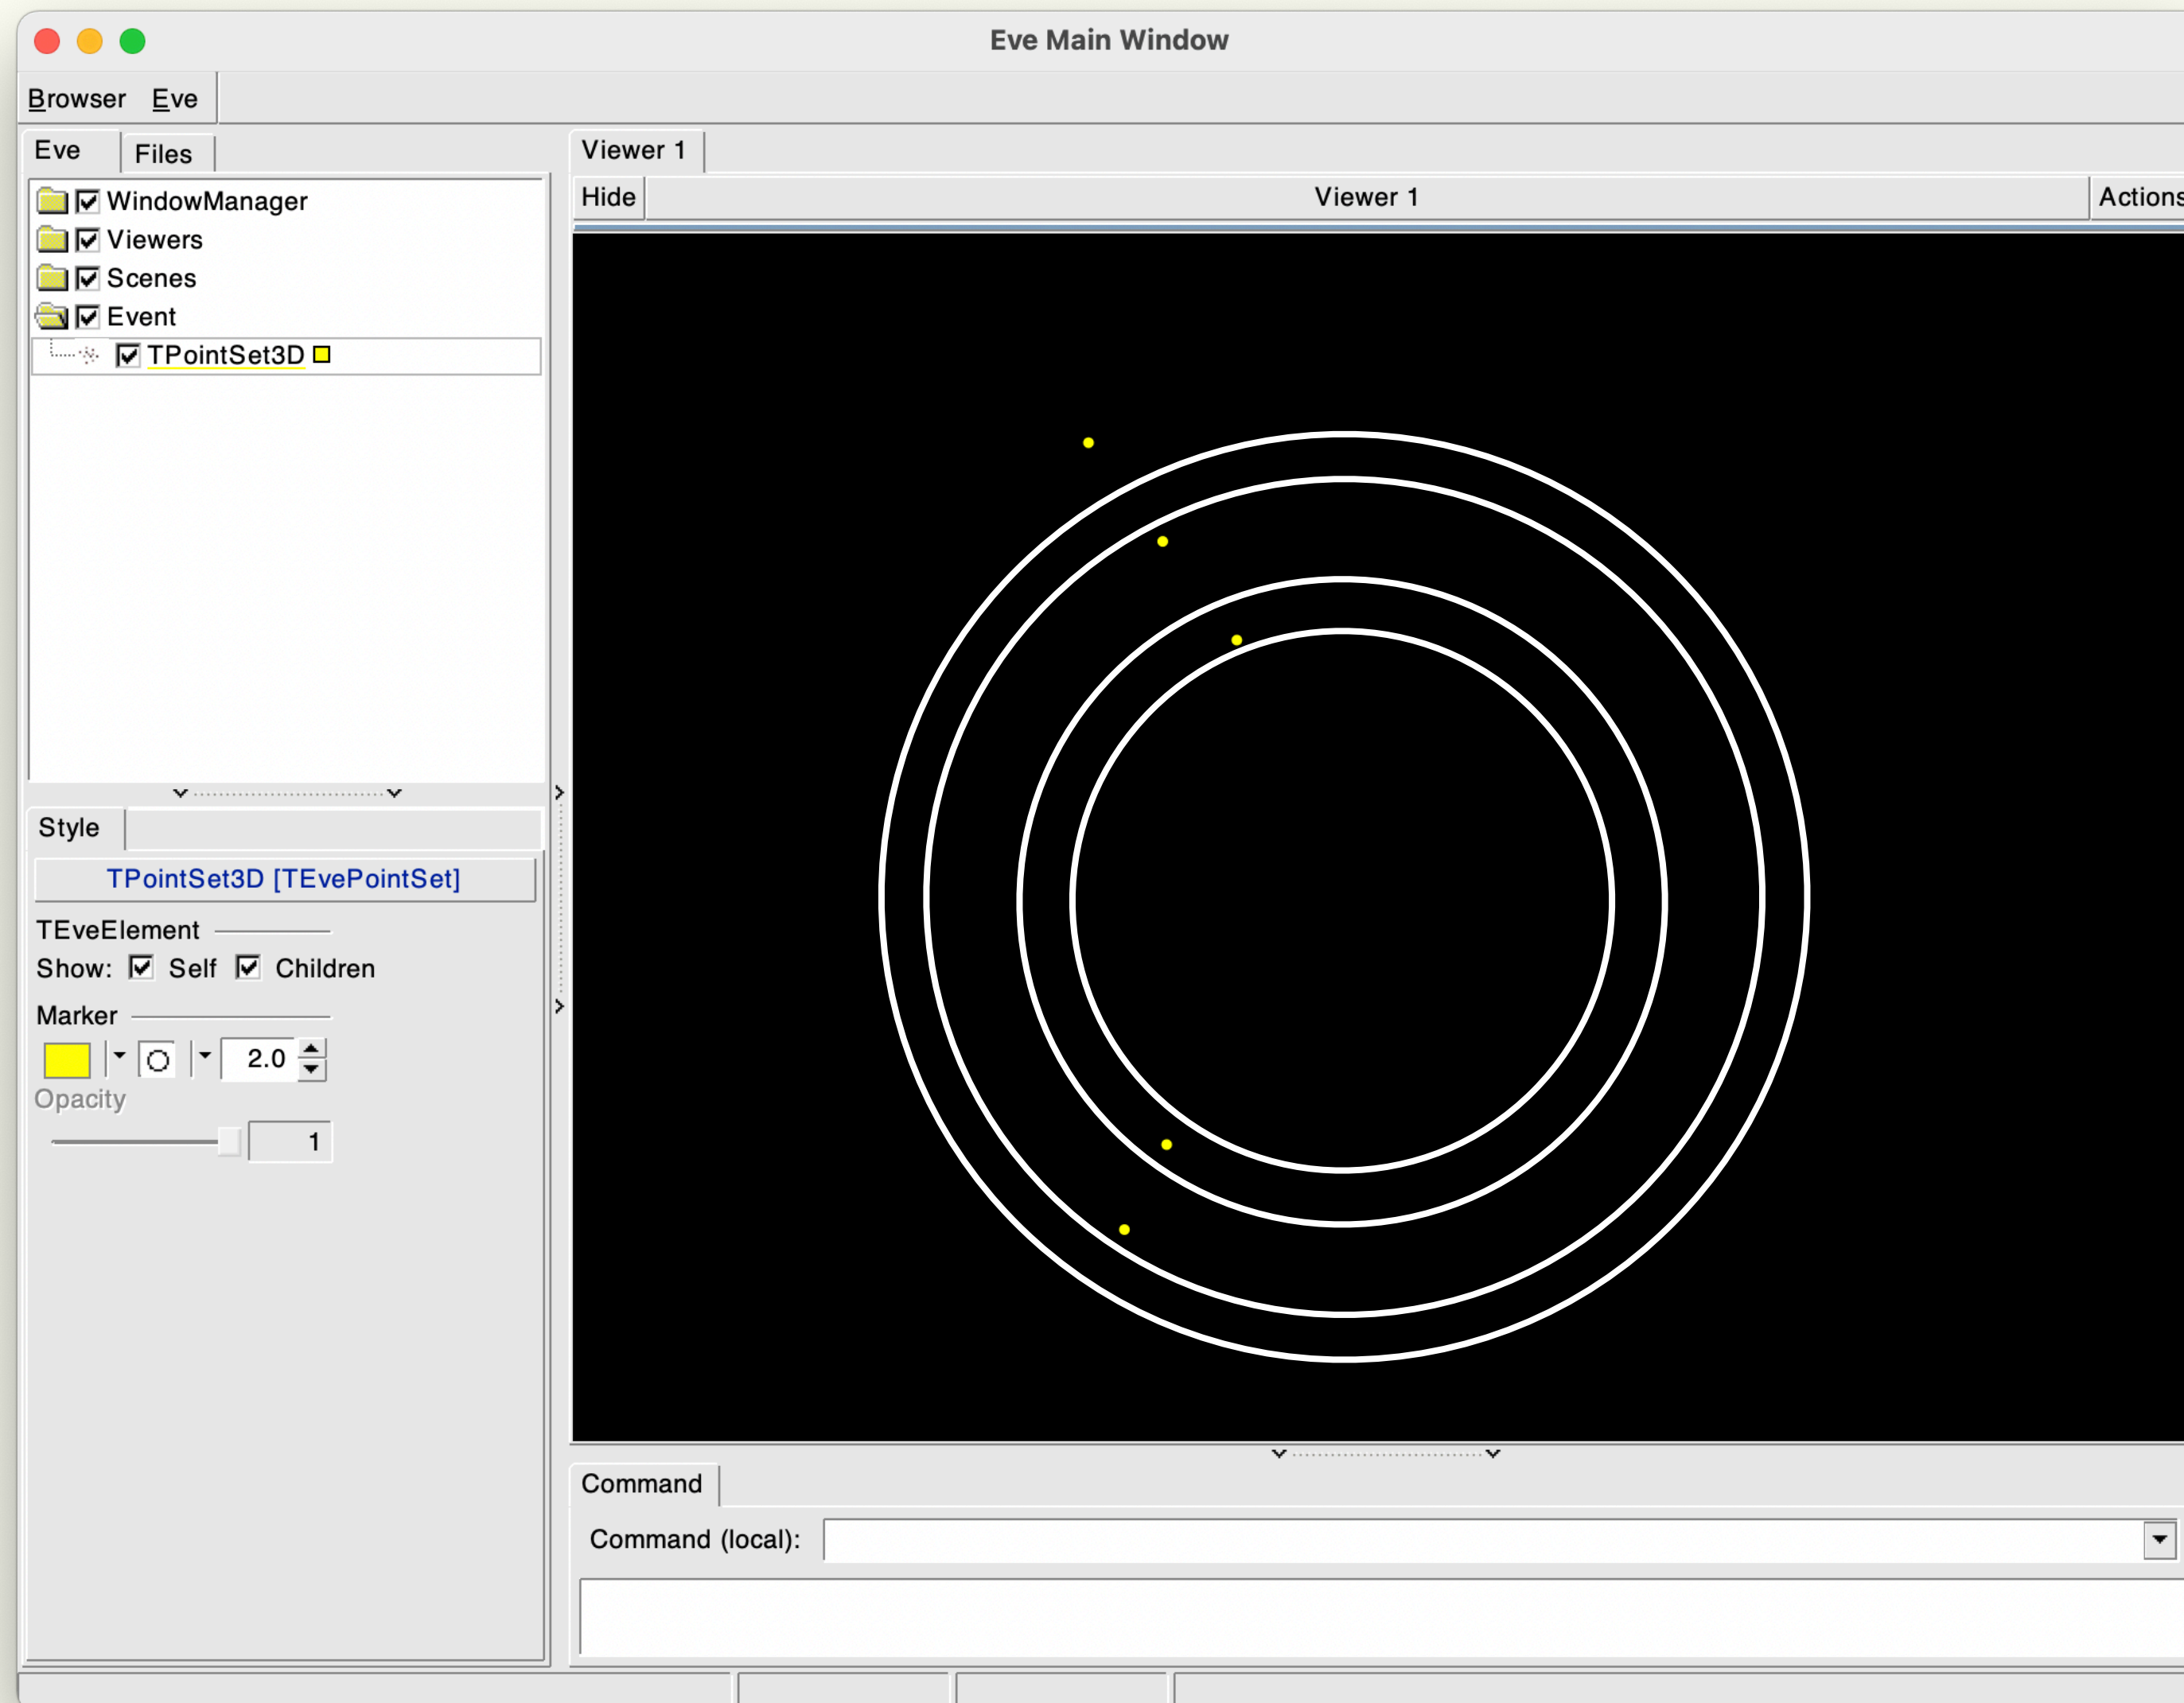 Eve Main Window
Browser Eve
Eve Files
WindowManager
Viewers
Scenes
Event
TPointSet3D
Style
TPointSet3D [TEvePointSet]
TEveElement
Show: Self Children
Marker
2.0
Opacity
1
Viewer 1
Hide Viewer 1 Actions
Command
Command (local):